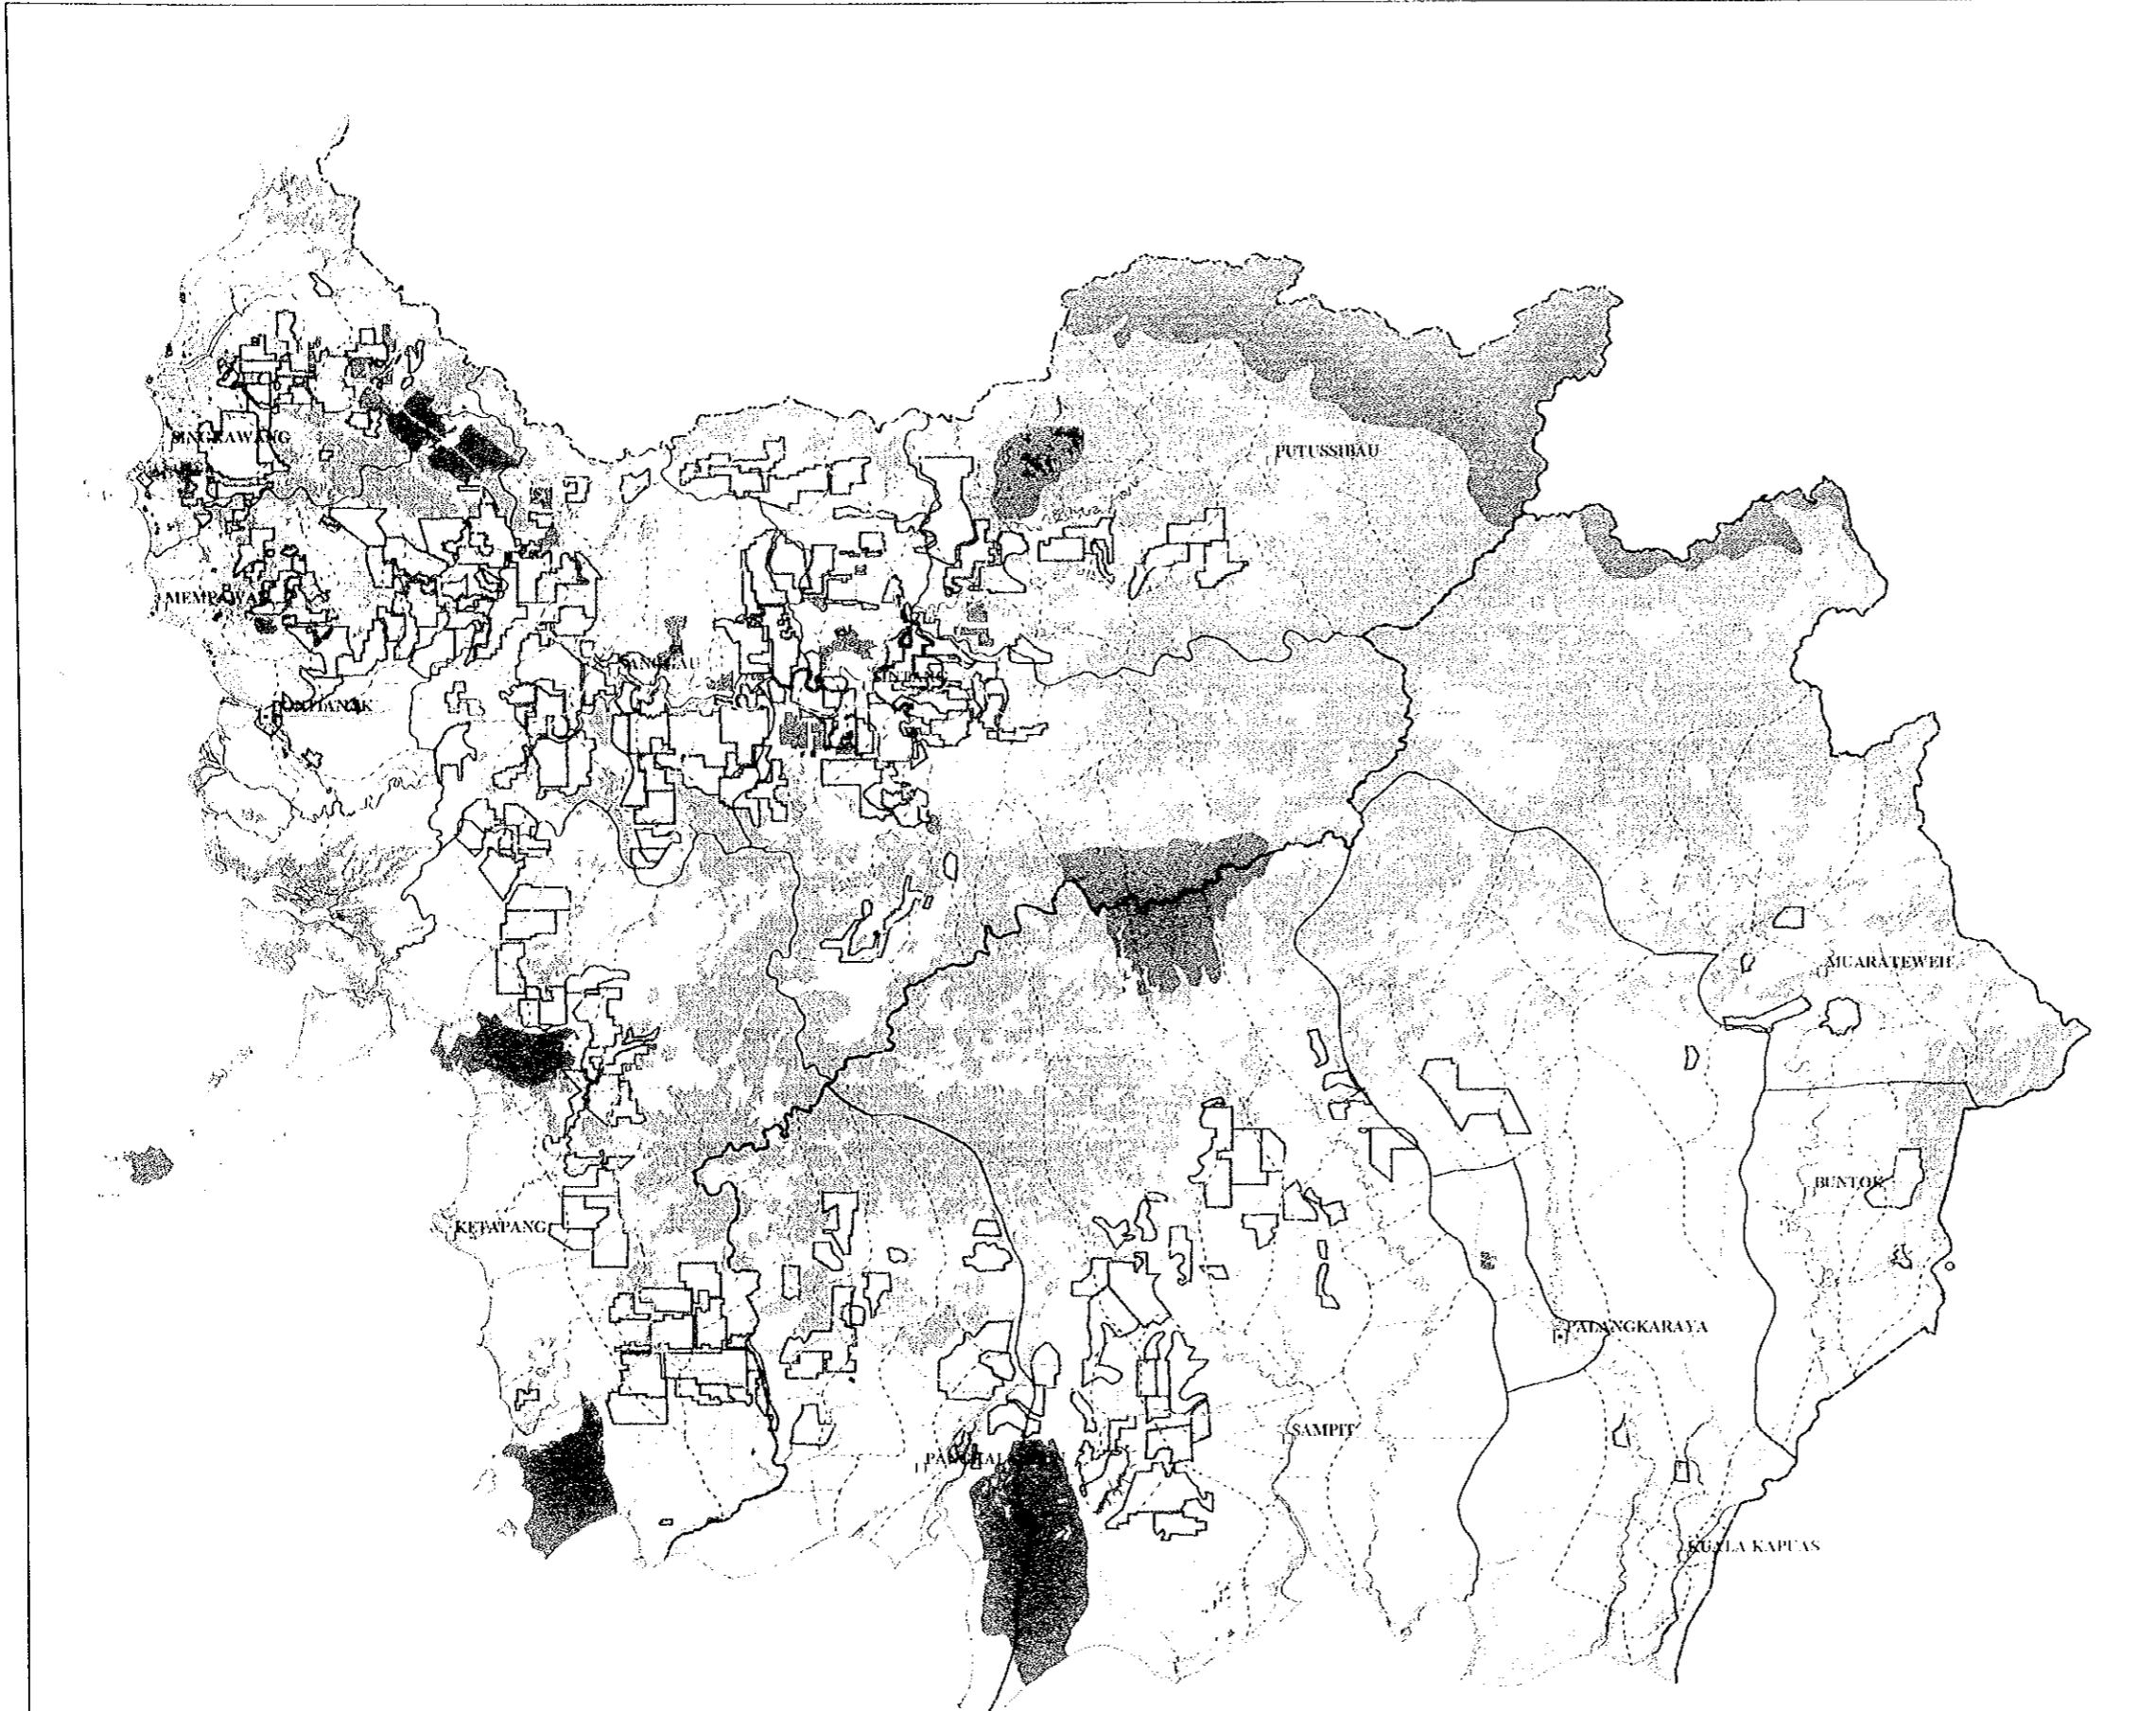 SINGKAWANG
PUTUSSIBAU
MEMPAWAH
SANGGAU
SINTANG
PONTIANAK
MUARATEWEH
BUNTOK
KETAPANG
PALANGKARAYA
SAMPIT
KUALA KAPUAS